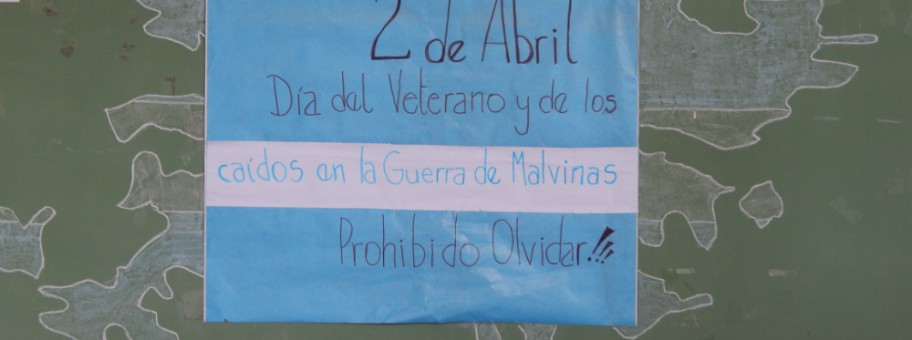 2 de Abril
Día del Veterano y de los
caídos en la Guerra de Malvinas
Prohibido Olvidar!!!